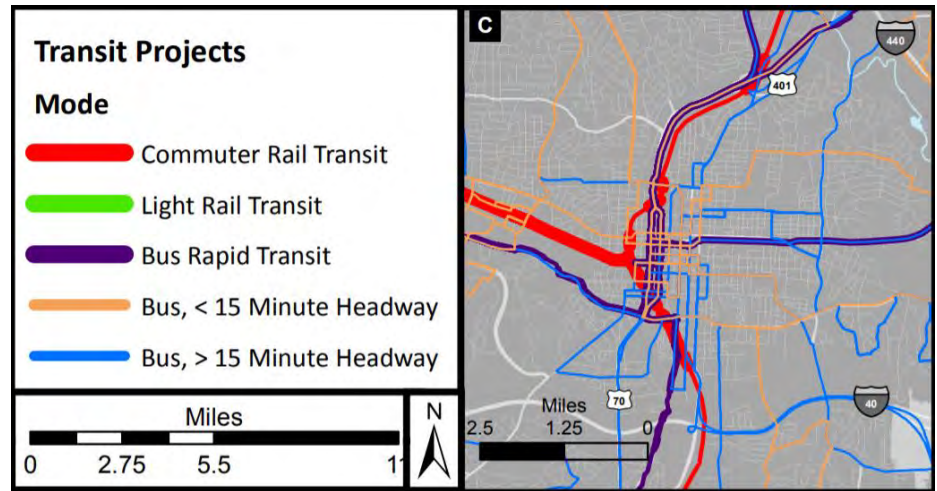 Transit Projects
Mode
Commuter Rail Transit
Light Rail Transit
Bus Rapid Transit
Bus, < 15 Minute Headway
Bus, > 15 Minute Headway
Miles
0 2.75 5.5 11
N
C
440
401
70
40
Miles
2.5 1.25 0